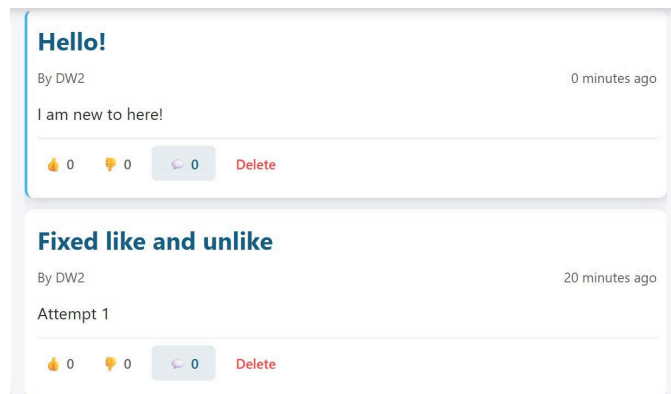 Hello!
By DW2 0 minutes ago
I am new to here!
👍 0 👎 0 💬 0 Delete
Fixed like and unlike
By DW2 20 minutes ago
Attempt 1
👍 0 👎 0 💬 0 Delete